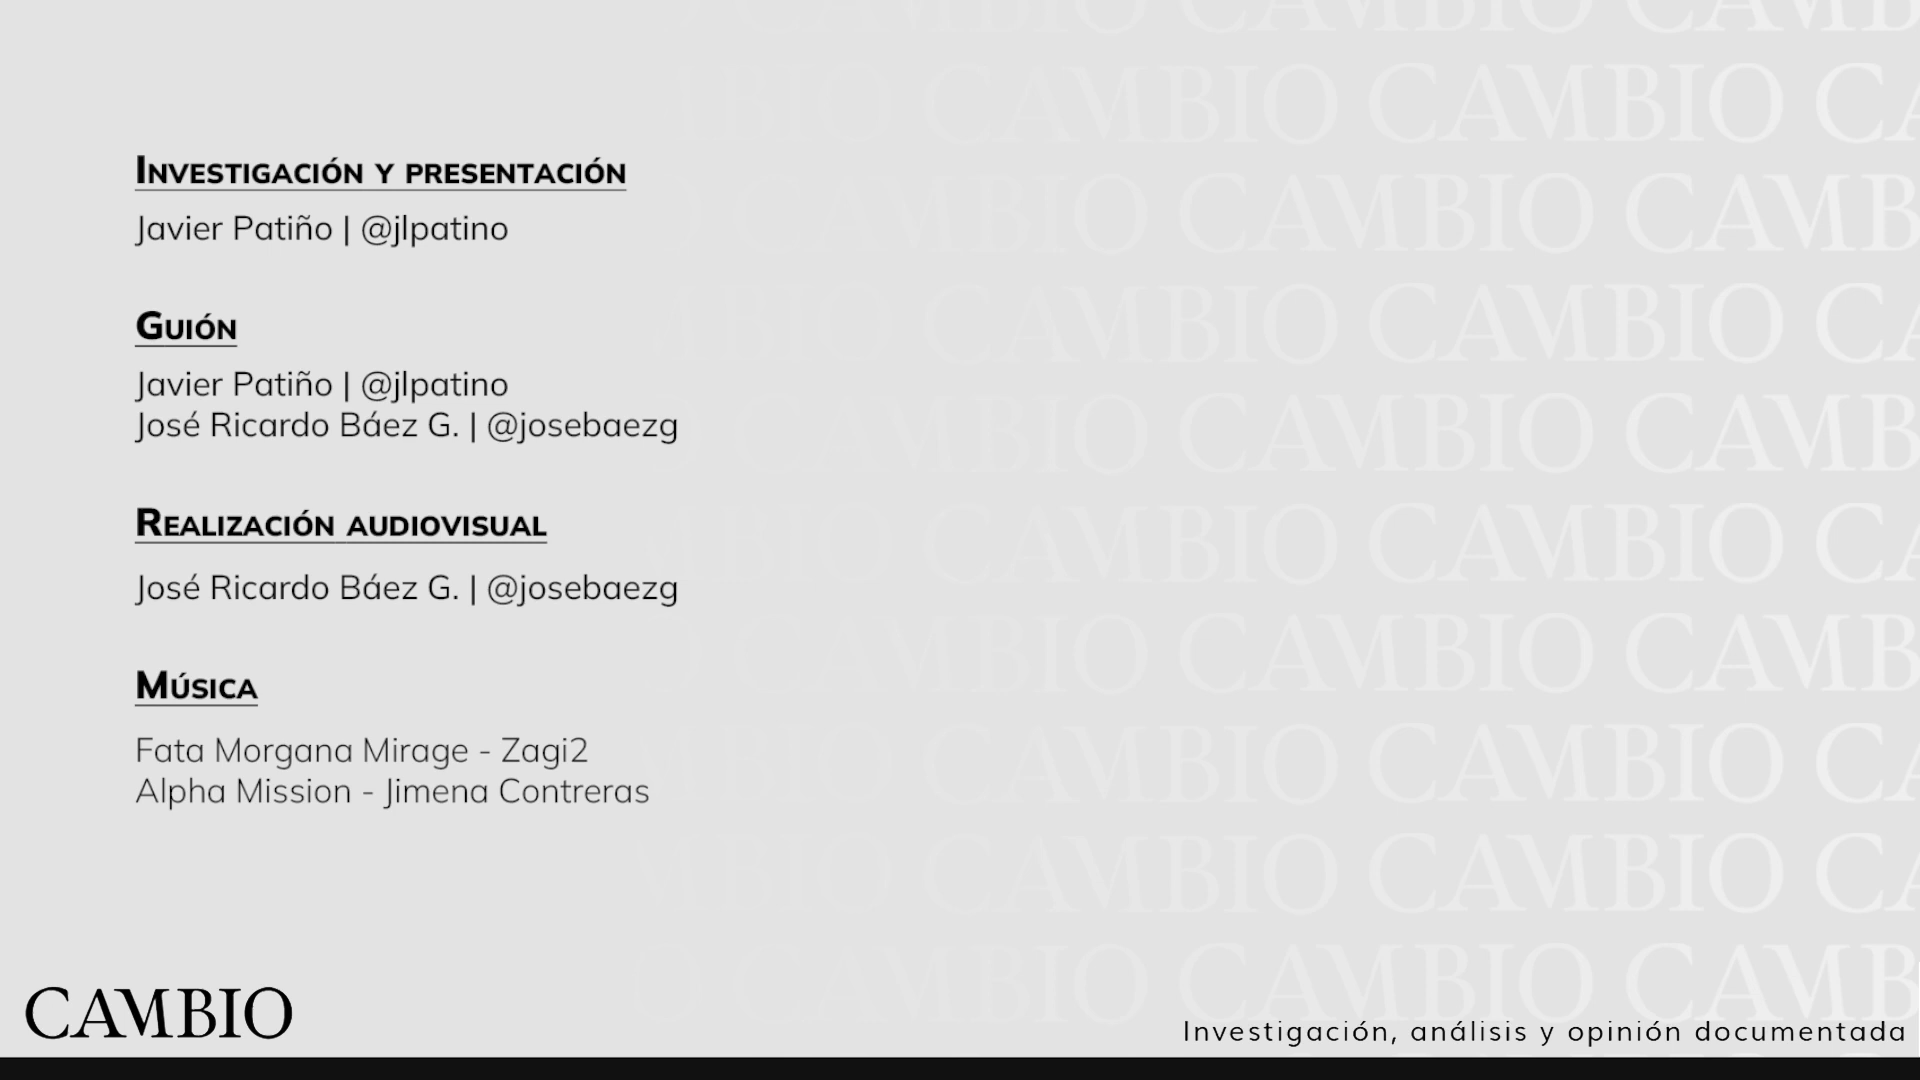 Investigación y presentación
Javier Patiño | @jlpatino
Guión
Javier Patiño | @jlpatino
José Ricardo Báez G. | @josebaezg
Realización audiovisual
José Ricardo Báez G. | @josebaezg
Música
Fata Morgana Mirage - Zagi2
Alpha Mission - Jimena Contreras
CAMBIO
Investigación, análisis y opinión documentada